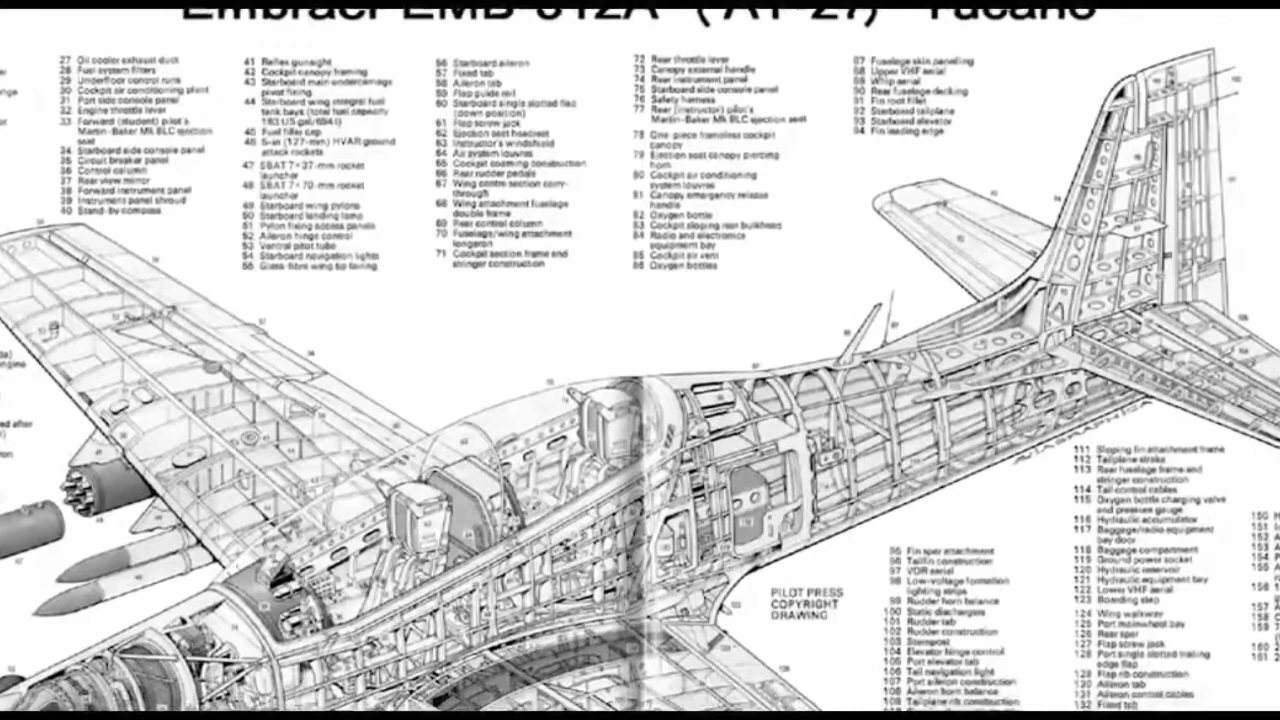 Embraer EMB-312A (AT-27) Tucano
27 Oil cooler exhaust duct
28 Fuel system filters
29 Underfloor control runs
30 Cockpit air conditioning plant
31 Port side console panel
32 Engine throttle lever
33 Forward (student) pilot's
Martin-Baker Mk 8LC ejection
seat
34 Starboard side console panel
35 Circuit breaker panel
36 Control column
37 Rear view mirror
38 Forward instrument panel
39 Instrument panel shroud
40 Stand-by compass
41 Reflex gunsight
42 Cockpit canopy framing
43 Starboard main undercarriage
pivot fixing
44 Starboard wing integral fuel
tank bays (total fuel capacity
183 US gal/694 l)
45 Fuel filler cap
46 5-in (127-mm) HVAR ground
attack rockets
47 SBAT 7×37-mm rocket
launcher
48 SBAT 7×70-mm rocket
launcher
49 Starboard wing pylons
50 Starboard landing lamp
51 Pylon fixing access panels
52 Aileron hinge control
53 Ventral pitot tube
54 Starboard navigation lights
55 Glass-fibre wing tip fairing
56 Starboard aileron
57 Fixed tab
58 Aileron tab
59 Flap guide rail
60 Starboard single slotted flap
(down position)
61 Flap screw jack
62 Ejection seat headrest
63 Instructor's windshield
64 Air system louvres
65 Cockpit coaming construction
66 Rear rudder pedals
67 Wing centre section carry-
through
68 Wing attachment fuselage
double frame
69 Rear control column
70 Fuselage/wing attachment
longeron
71 Cockpit section frame and
stringer construction
72 Rear throttle lever
73 Canopy external handle
74 Rear instrument panel
75 Starboard side console panel
76 Safety harness
77 Rear (instructor) pilot's
Martin-Baker Mk 8LC ejection seat
78 One-piece frameless cockpit
canopy
79 Ejection seat canopy piercing
horn
80 Cockpit air conditioning
system louvres
81 Canopy emergency release
handle
82 Oxygen bottle
83 Cockpit sloping rear bulkhead
84 Radio and electronics
equipment bay
85 Cockpit air vent
86 Oxygen bottles
87 Fuselage skin panelling
88 Upper VHF aerial
89 Whip aerial
90 Rear fuselage decking
91 Fin root fillet
92 Starboard tailplane
93 Starboard elevator
94 Fin leading edge
95 Fin spar attachment
96 Tailfin construction
97 VOR aerial
98 Low-voltage formation
lighting strips
99 Rudder horn balance
100 Static dischargers
101 Rudder tab
102 Rudder construction
103 Sternpost
104 Elevator hinge control
105 Port elevator tab
106 Tail navigation light
107 Port aileron construction
108 Aileron horn balance
109 Tailplane rib construction
111 Sloping fin attachment frame
112 Tailplane strake
113 Rear fuselage frame and
stringer construction
114 Tail control cables
115 Oxygen bottle charging valve
and pressure gauge
116 Hydraulic accumulator
117 Baggage/radio equipment
bay door
118 Baggage compartment
119 Ground power socket
120 Hydraulic reservoir
121 Hydraulic equipment bay
122 Lower VHF aerial
123 Boarding step
124 Wing walkway
125 Port mainwheel bay
126 Rear spar
127 Flap screw jack
128 Port single slotted trailing
edge flap
129 Flap rib construction
130 Aileron tab
131 Aileron control cables
132 Fixed tab
PILOT PRESS
COPYRIGHT
DRAWING